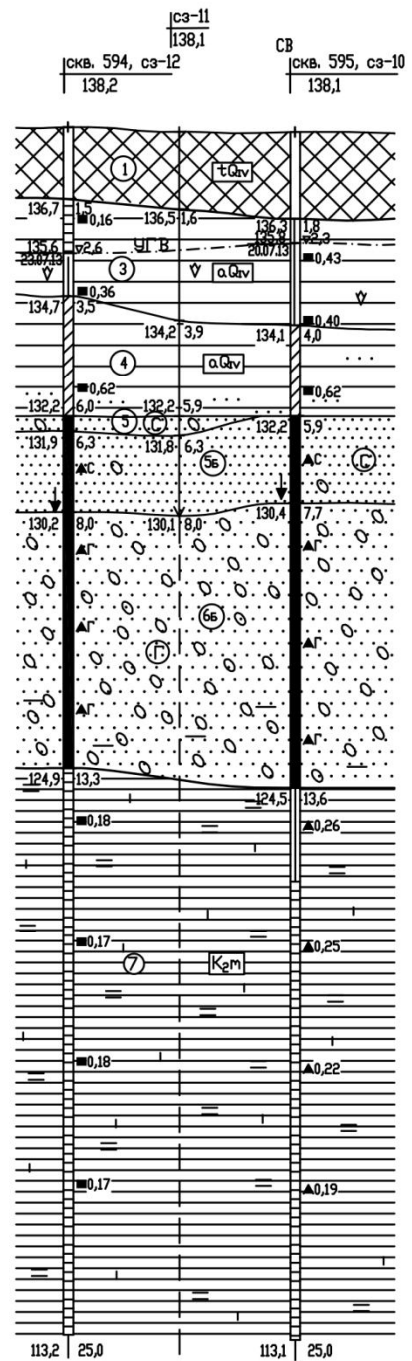 сз-11
138,1
скв. 594, сз-12
138,2
СВ
скв. 595, сз-10
138,1
1
tQIV
136,7 1,5
0,16
136,5 1,6
136,3 1,8
135,6 2,6
23.07.13
УГВ
135,8 2,3
20.07.13
0,43
3
aQIV
0,36
134,7 3,5
0,40
134,2 3,9
134,1 4,0
4
aQIV
0,62
0,62
132,2 6,0
132,2 5,9
132,2 5,9
5
С
131,9 6,3
131,8 6,3
С
5Б
С
С
130,2 8,0
130,1 8,0
130,4 7,7
Г
Г
6Б
Г
Г
Г
Г
Г
124,9 13,3
124,5 13,6
0,18
0,26
0,17
0,25
7
K2m
0,18
0,22
0,17
0,19
113,2 25,0
113,1 25,0